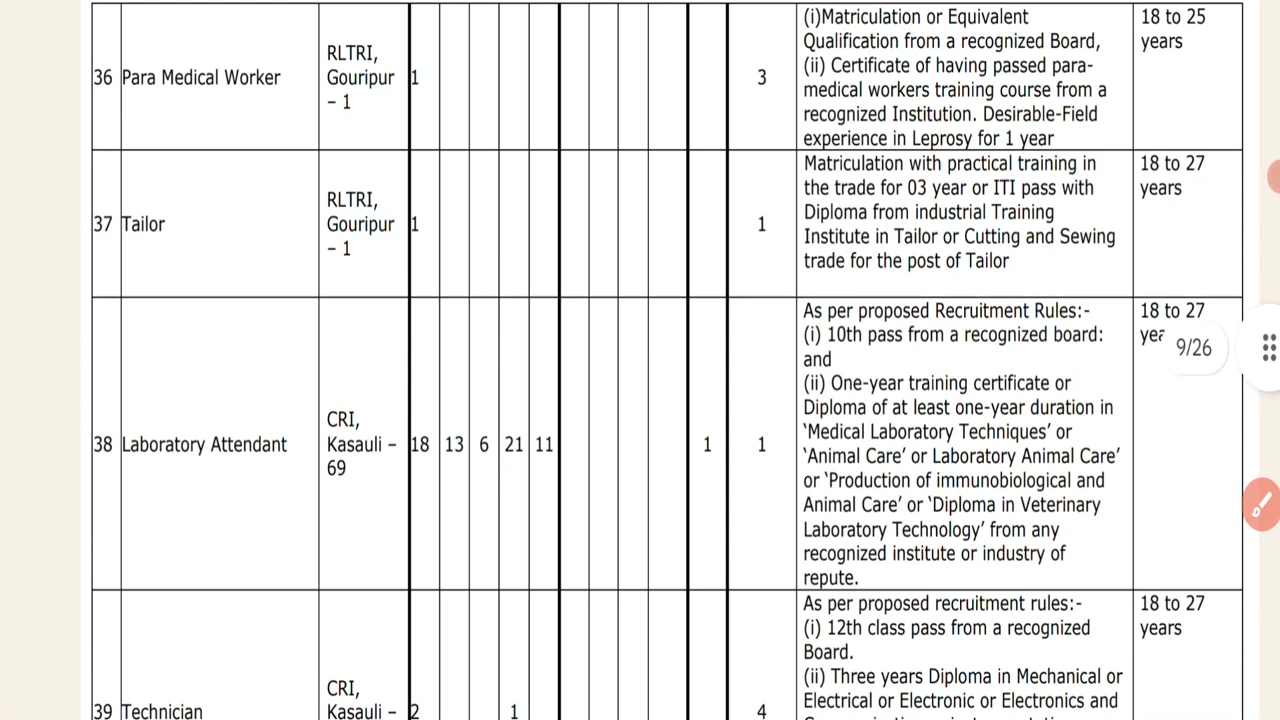 36 Para Medical Worker
RLTRI,
Gouripur
– 1
1
3
(i)Matriculation or Equivalent
Qualification from a recognized Board,
(ii) Certificate of having passed para-
medical workers training course from a
recognized Institution. Desirable-Field
experience in Leprosy for 1 year
18 to 25
years
37 Tailor
RLTRI,
Gouripur
– 1
1
1
Matriculation with practical training in
the trade for 03 year or ITI pass with
Diploma from industrial Training
Institute in Tailor or Cutting and Sewing
trade for the post of Tailor
18 to 27
years
38 Laboratory Attendant
CRI,
Kasauli –
69
18 13 6 21 11 1 1
As per proposed Recruitment Rules:-
(i) 10th pass from a recognized board:
and
(ii) One-year training certificate or
Diploma of at least one-year duration in
‘Medical Laboratory Techniques’ or
‘Animal Care’ or Laboratory Animal Care’
or ‘Production of immunobiological and
Animal Care’ or ‘Diploma in Veterinary
Laboratory Technology’ from any
recognized institute or industry of
repute.
18 to 27
9/26
39 Technician
CRI,
Kasauli –
2 1 4
As per proposed recruitment rules:-
(i) 12th class pass from a recognized
Board.
(ii) Three years Diploma in Mechanical or
Electrical or Electronic or Electronics and
18 to 27
years